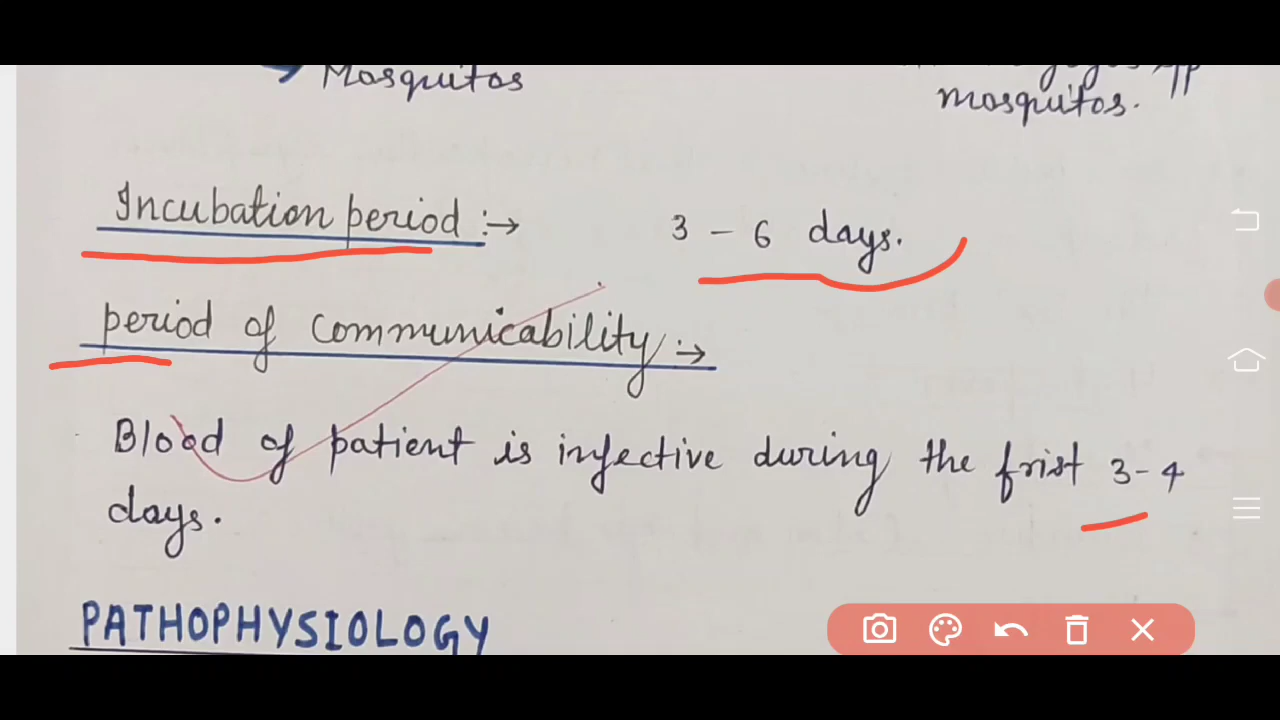 Mosquitos
mosquitos.
Incubation period :→ 3 - 6 days.
period of communicability :→
Blood of patient is infective during the frist 3-4
days.
PATHOPHYSIOLOGY